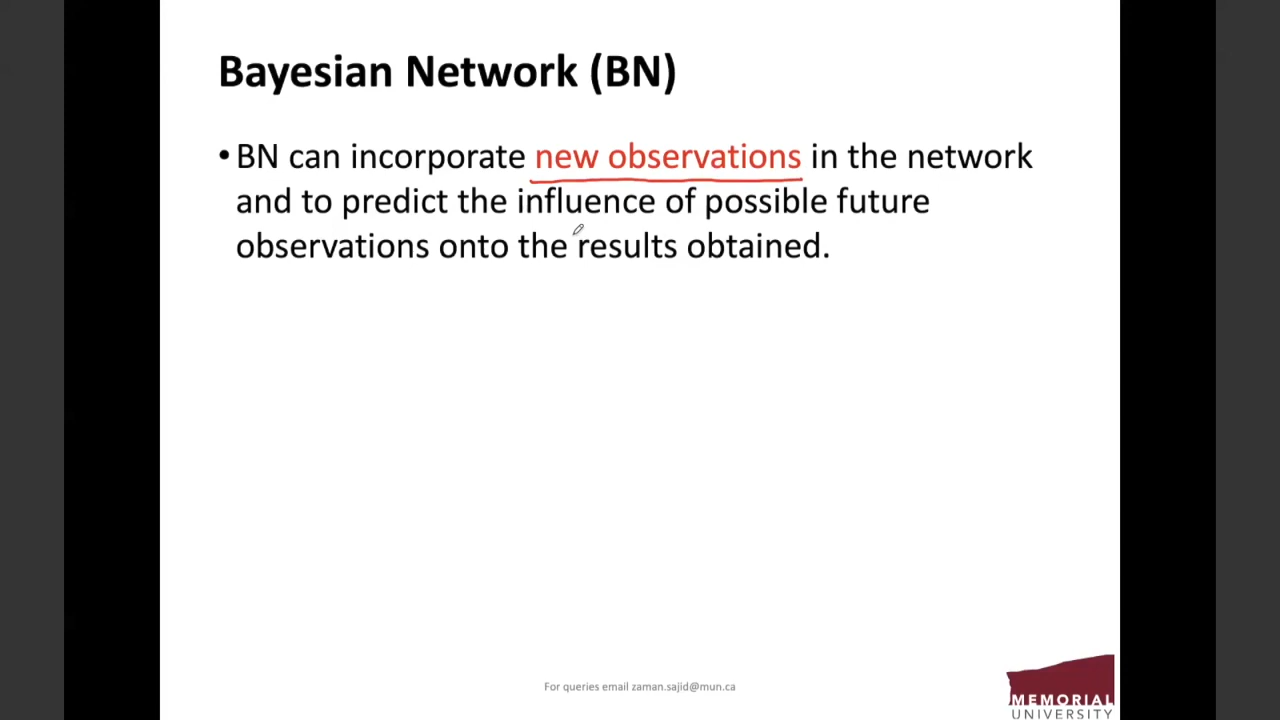 Bayesian Network (BN)
•BN can incorporate new observations in the network
and to predict the influence of possible future
observations onto the results obtained.
For queries email zaman.sajid@mun.ca
MEMORIAL
UNIVERSITY